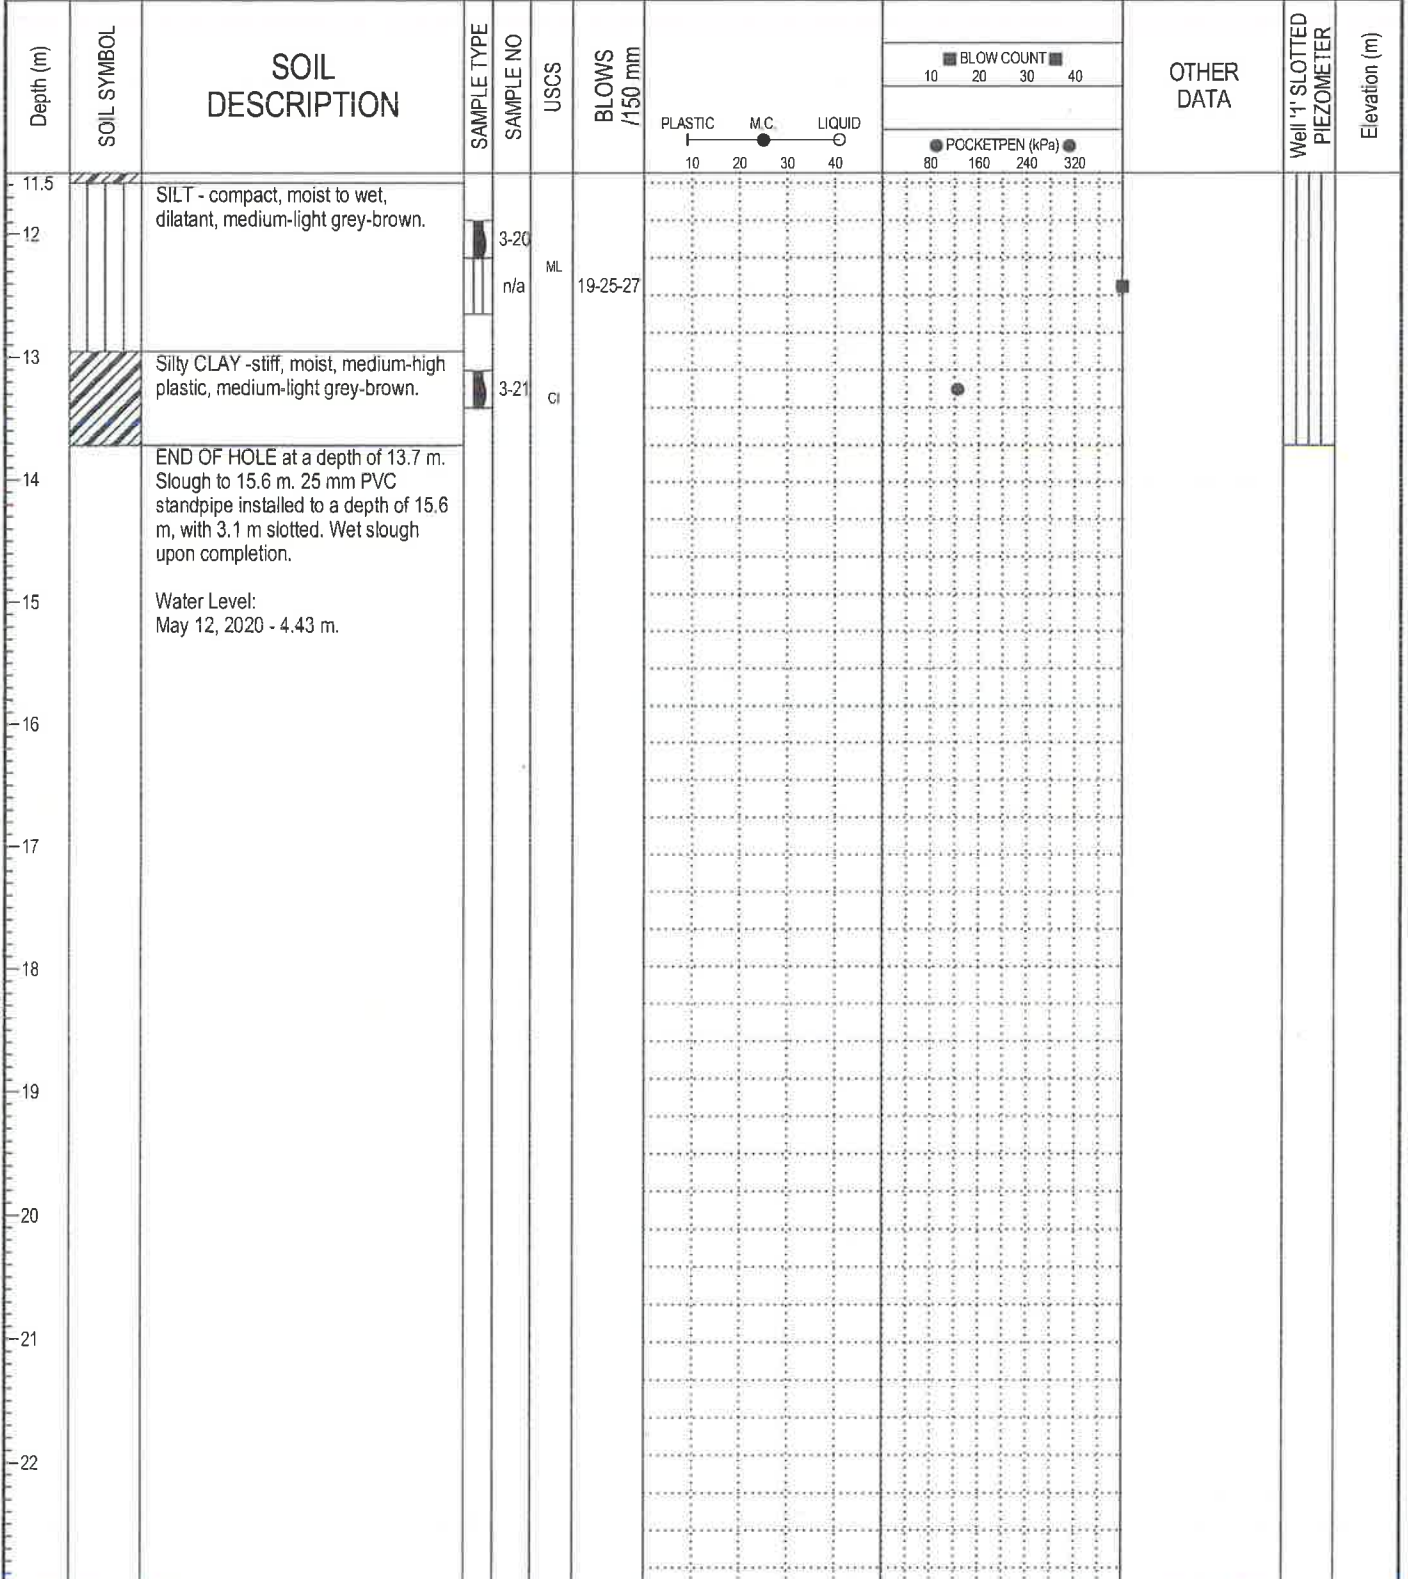 Depth (m)
SOIL SYMBOL
SOIL
DESCRIPTION
SAMPLE TYPE
SAMPLE NO
USCS
BLOWS
/150 mm
PLASTIC M.C. LIQUID
10 20 30 40
■ BLOW COUNT ■
10 20 30 40
● POCKETPEN (kPa) ●
80 160 240 320
OTHER
DATA
Well '1' SLOTTED
PIEZOMETER
Elevation (m)
11.5
SILT - compact, moist to wet,
dilatant, medium-light grey-brown.
12
3-20
ML
n/a
19-25-27
13
Silty CLAY -stiff, moist, medium-high
plastic, medium-light grey-brown.
3-21
CI
END OF HOLE at a depth of 13.7 m.
14
Slough to 15.6 m. 25 mm PVC
standpipe installed to a depth of 15.6
m, with 3.1 m slotted. Wet slough
upon completion.
15
Water Level:
May 12, 2020 - 4.43 m.
16
17
18
19
20
21
22